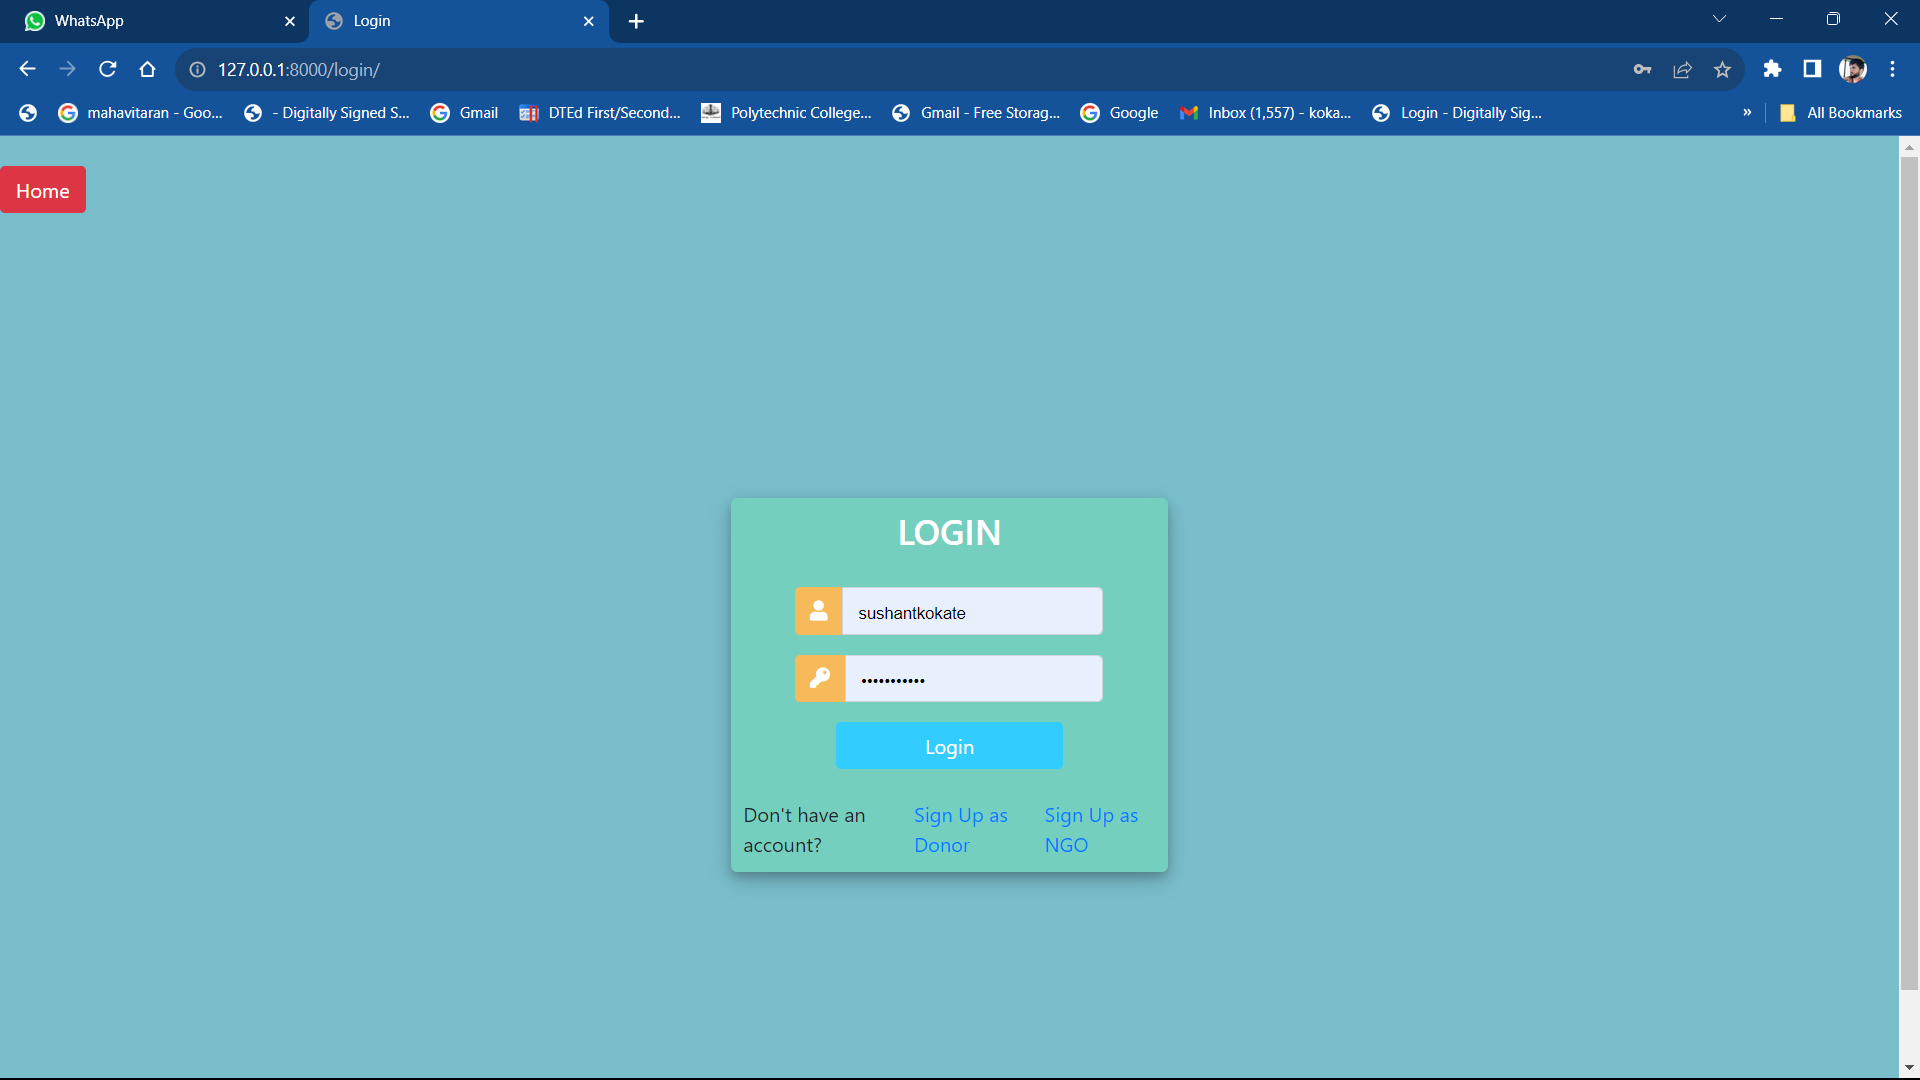 WhatsApp
Login
127.0.0.1:8000/login/
mahavitaran - Goo...
- Digitally Signed S...
Gmail
DTEd First/Second...
Polytechnic College...
Gmail - Free Storag...
Google
Inbox (1,557) - koka...
Login - Digitally Sig...
»
All Bookmarks
Home
LOGIN
sushantkokate
•••••••••••
Login
Don't have an
account?
Sign Up as
Donor
Sign Up as
NGO